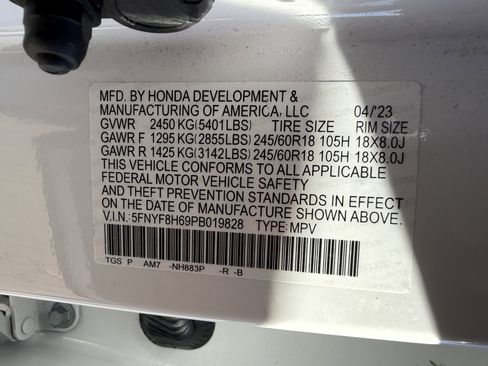 MFD. BY HONDA DEVELOPMENT &
MANUFACTURING OF AMERICA, LLC 04/'23
GVWR 2450 KG(5401LBS) TIRE SIZE RIM SIZE
GAWR F 1295 KG(2855LBS) 245/60R18 105H 18X8.0J
GAWR R 1425 KG(3142LBS) 245/60R18 105H 18X8.0J
THIS VEHICLE CONFORMS TO ALL APPLICABLE
FEDERAL MOTOR VEHICLE SAFETY
AND THEFT PREVENTION STANDARDS IN EFFECT
ON THE DATE OF MANUFACTURE SHOWN ABOVE.
V.I.N.: 5FNYF8H69PB019828 TYPE: MPV
TGS P AM7 -NH883P -R -B